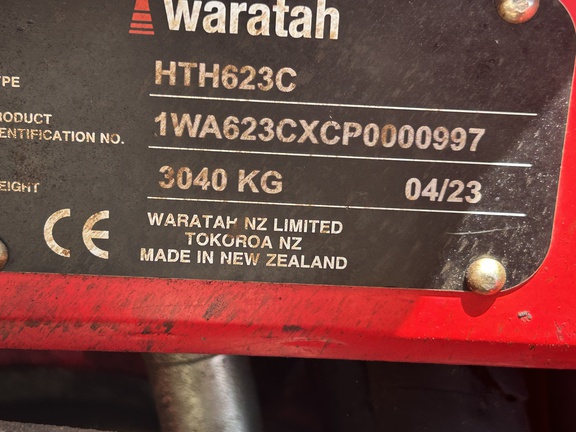 waratah
YPE HTH623C
RODUCT
ENTIFICATION NO. 1WA623CXCP0000997
EIGHT 3040 KG 04/23
CE WARATAH NZ LIMITED
TOKOROA NZ
MADE IN NEW ZEALAND